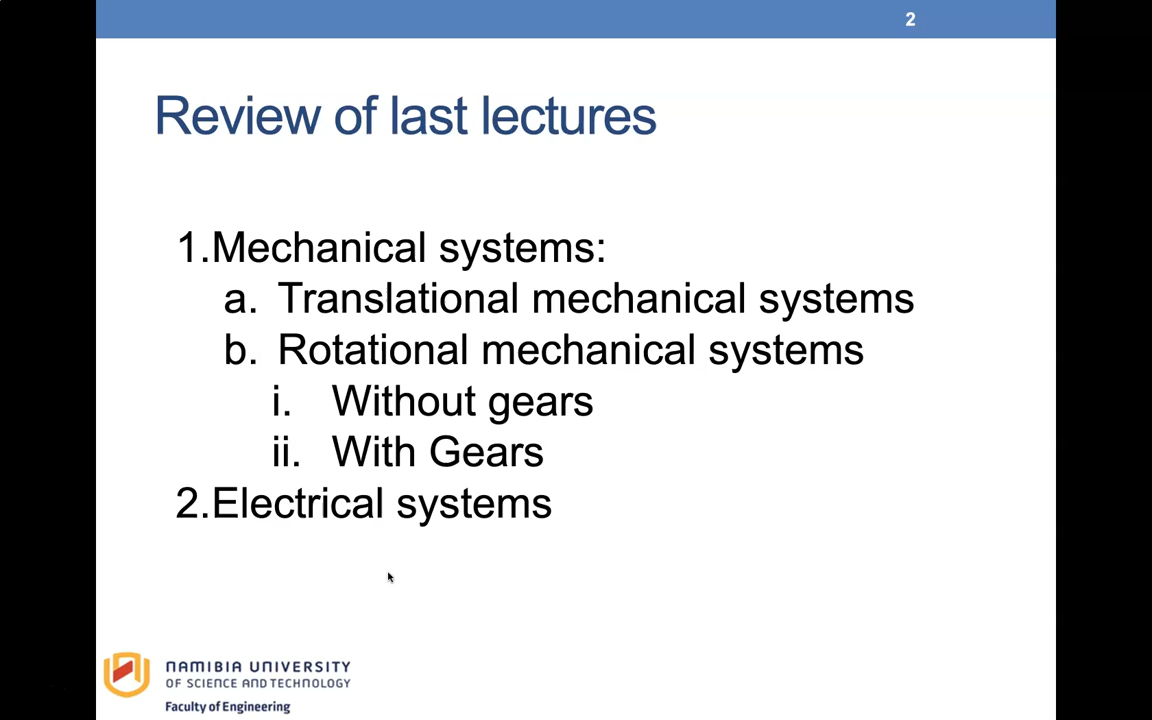 2
Review of last lectures
1.Mechanical systems:
a. Translational mechanical systems
b. Rotational mechanical systems
i. Without gears
ii. With Gears
2.Electrical systems
NAMIBIA UNIVERSITY
OF SCIENCE AND TECHNOLOGY
Faculty of Engineering